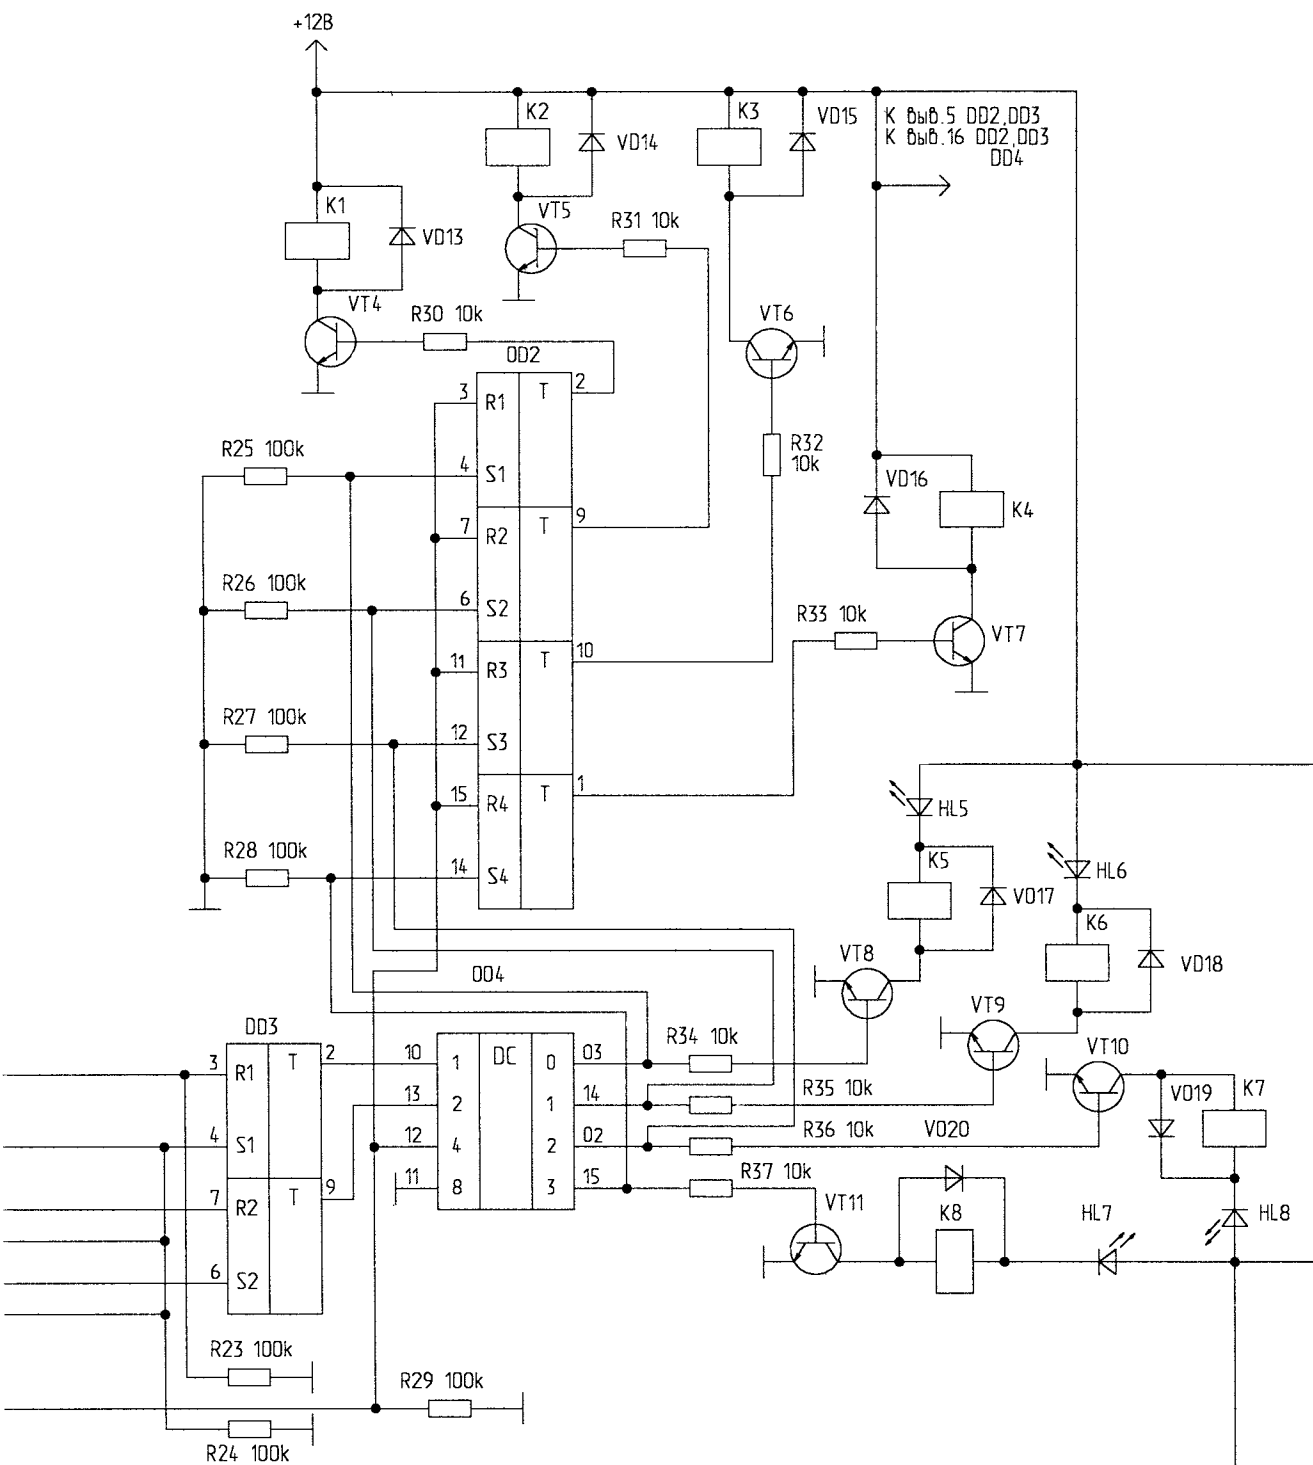 +12В
K2
K3
VD15
К выв.5 DD2,DD3
К выв.16 DD2,DD3
DD4
VD14
K1
VT5
R31 10k
VD13
VT4
R30 10k
VT6
OD2
3 R1 T 2
R32
10k
R25 100k
4 S1
VD16
K4
7 R2 T 9
R26 100k
6 S2
R33 10k
VT7
11 R3 T 10
R27 100k
12 S3
15 R4 T 1
HL5
R28 100k
14 S4
K5
HL6
VO17
K6
VT8
VD18
OO4
VT9
DD3
R34 10k
VT10
3 R1 T 2
10 1 DC 0 03
K7
VO19
13 2 1 14
R35 10k
4 S1
12 4 2 02
R36 10k
VO20
9
7 R2 T
11 8 3 15
R37 10k
VT11
K8
HL7
HL8
6 S2
R23 100k
R29 100k
R24 100k